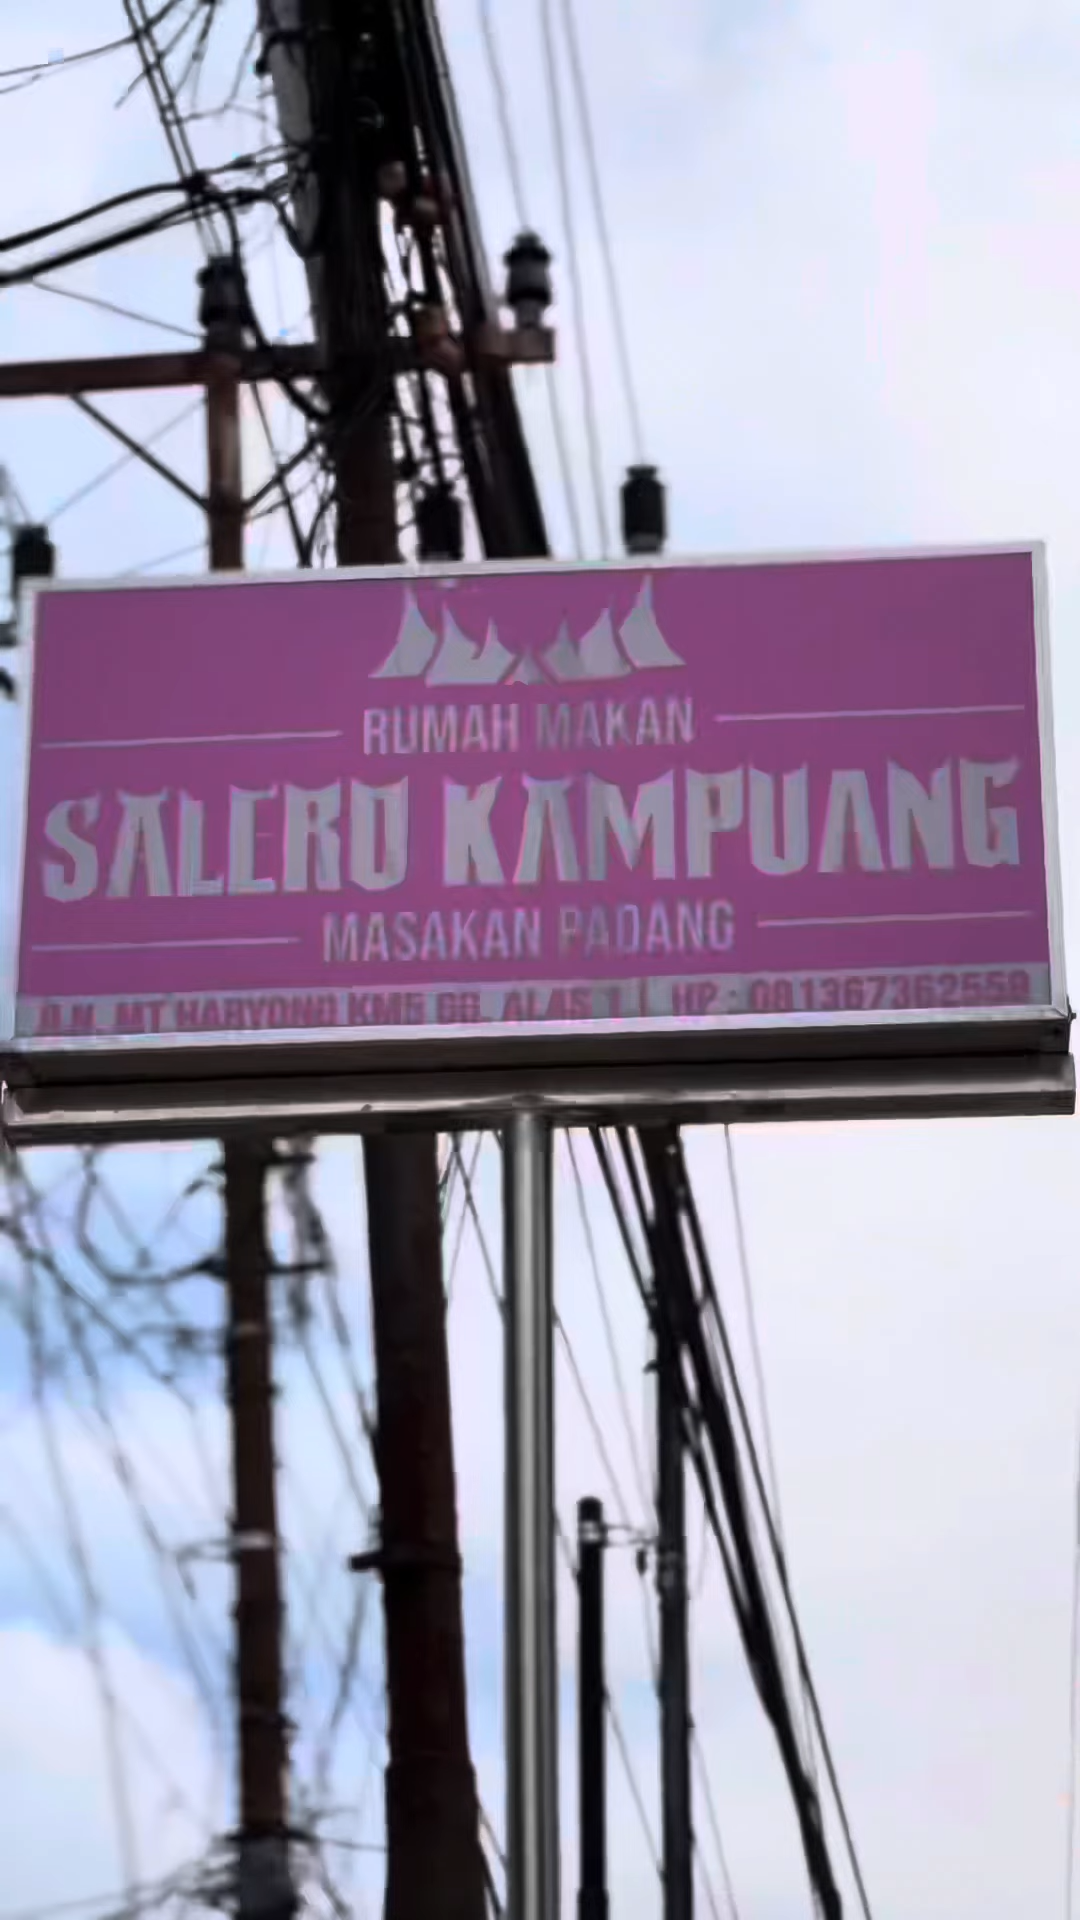 RUMAH MAKAN
SALERO KAMPUANG
MASAKAN PADANG
JLN. MT HARYONO KM5 GG. ALAS 1 | HP : 081367362559